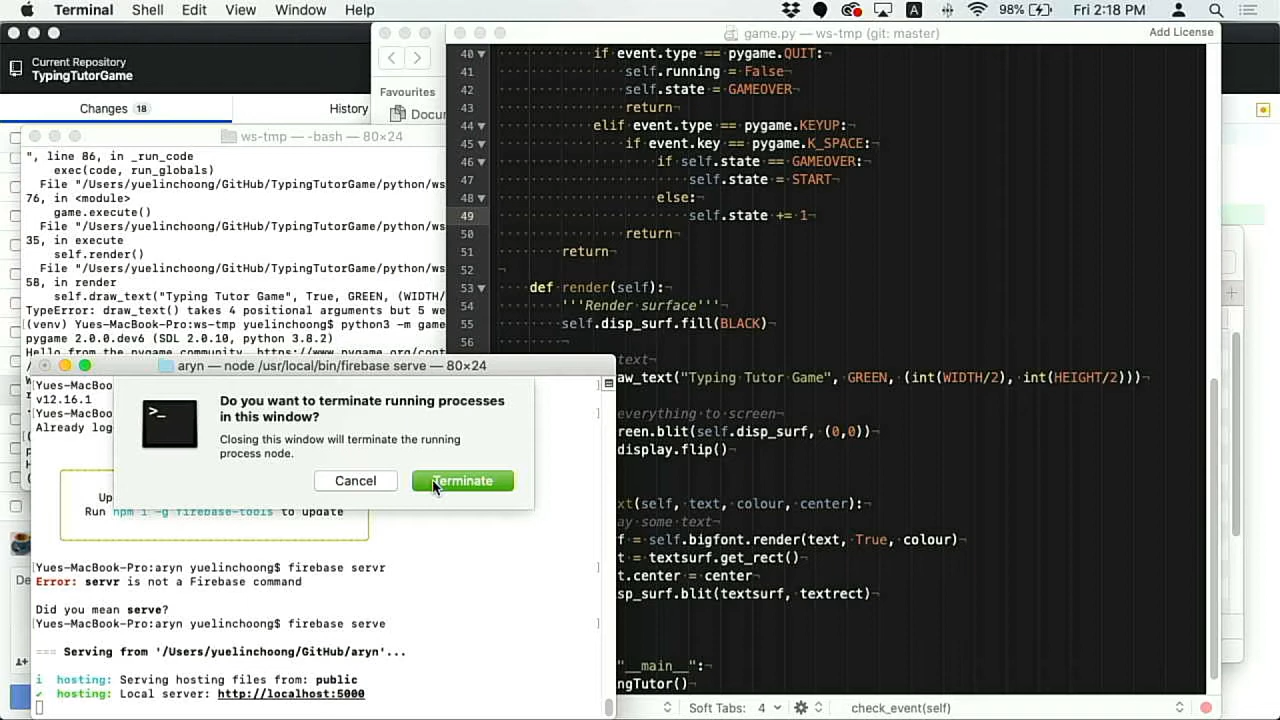 Terminal Shell Edit View Window Help
A 98% Fri 2:18 PM
Current Repository
TypingTutorGame
Changes 18 History
Favourites
game.py — ws-tmp (git: master) Add License
ws-tmp — -bash — 80×24
", line 86, in _run_code
exec(code, run_globals)
File "/Users/yuelinchoong/GitHub/TypingTutorGame/python/ws
76, in <module>
game.execute()
File "/Users/yuelinchoong/GitHub/TypingTutorGame/python/ws
35, in execute
self.render()
File "/Users/yuelinchoong/GitHub/TypingTutorGame/python/ws
58, in render
self.draw_text("Typing Tutor Game", True, GREEN, (WIDTH/
TypeError: draw_text() takes 4 positional arguments but 5 we
(venv) Yues-MacBook-Pro:ws-tmp yuelinchoong$ python3 -m game
pygame 2.0.0.dev6 (SDL 2.0.10, python 3.8.2)
Hello from the pygame community. https://www.pygame.org/cont
40 if event.type == pygame.QUIT:
41 self.running = False
42 self.state = GAMEOVER
43 return
44 elif event.type == pygame.KEYUP:
45 if event.key == pygame.K_SPACE:
46 if self.state == GAMEOVER:
47 self.state = START
48 else:
49 self.state += 1
50 return
51 return
52
53 def render(self):
54 '''Render surface'''
55 self.disp_surf.fill(BLACK)
56
text
aw_text("Typing Tutor Game", GREEN, (int(WIDTH/2), int(HEIGHT/2)))
everything to screen
reen.blit(self.disp_surf, (0,0))
display.flip()
xt(self, text, colour, center):
ay some text
f = self.bigfont.render(text, True, colour)
t = textsurf.get_rect()
t.center = center
sp_surf.blit(textsurf, textrect)
"__main__":
ngTutor()
Soft Tabs: 4 check_event(self)
aryn — node /usr/local/bin/firebase serve — 80×24
Yues-MacBoo
v12.16.1
Yues-MacBoo
Already log
Do you want to terminate running processes
in this window?
Closing this window will terminate the running
process node.
Cancel Terminate
Up
Run npm i -g firebase-tools to update
Yues-MacBook-Pro:aryn yuelinchoong$ firebase servr
Error: servr is not a Firebase command
Did you mean serve?
Yues-MacBook-Pro:aryn yuelinchoong$ firebase serve
=== Serving from '/Users/yuelinchoong/GitHub/aryn'...
i hosting: Serving hosting files from: public
✔ hosting: Local server: http://localhost:5000